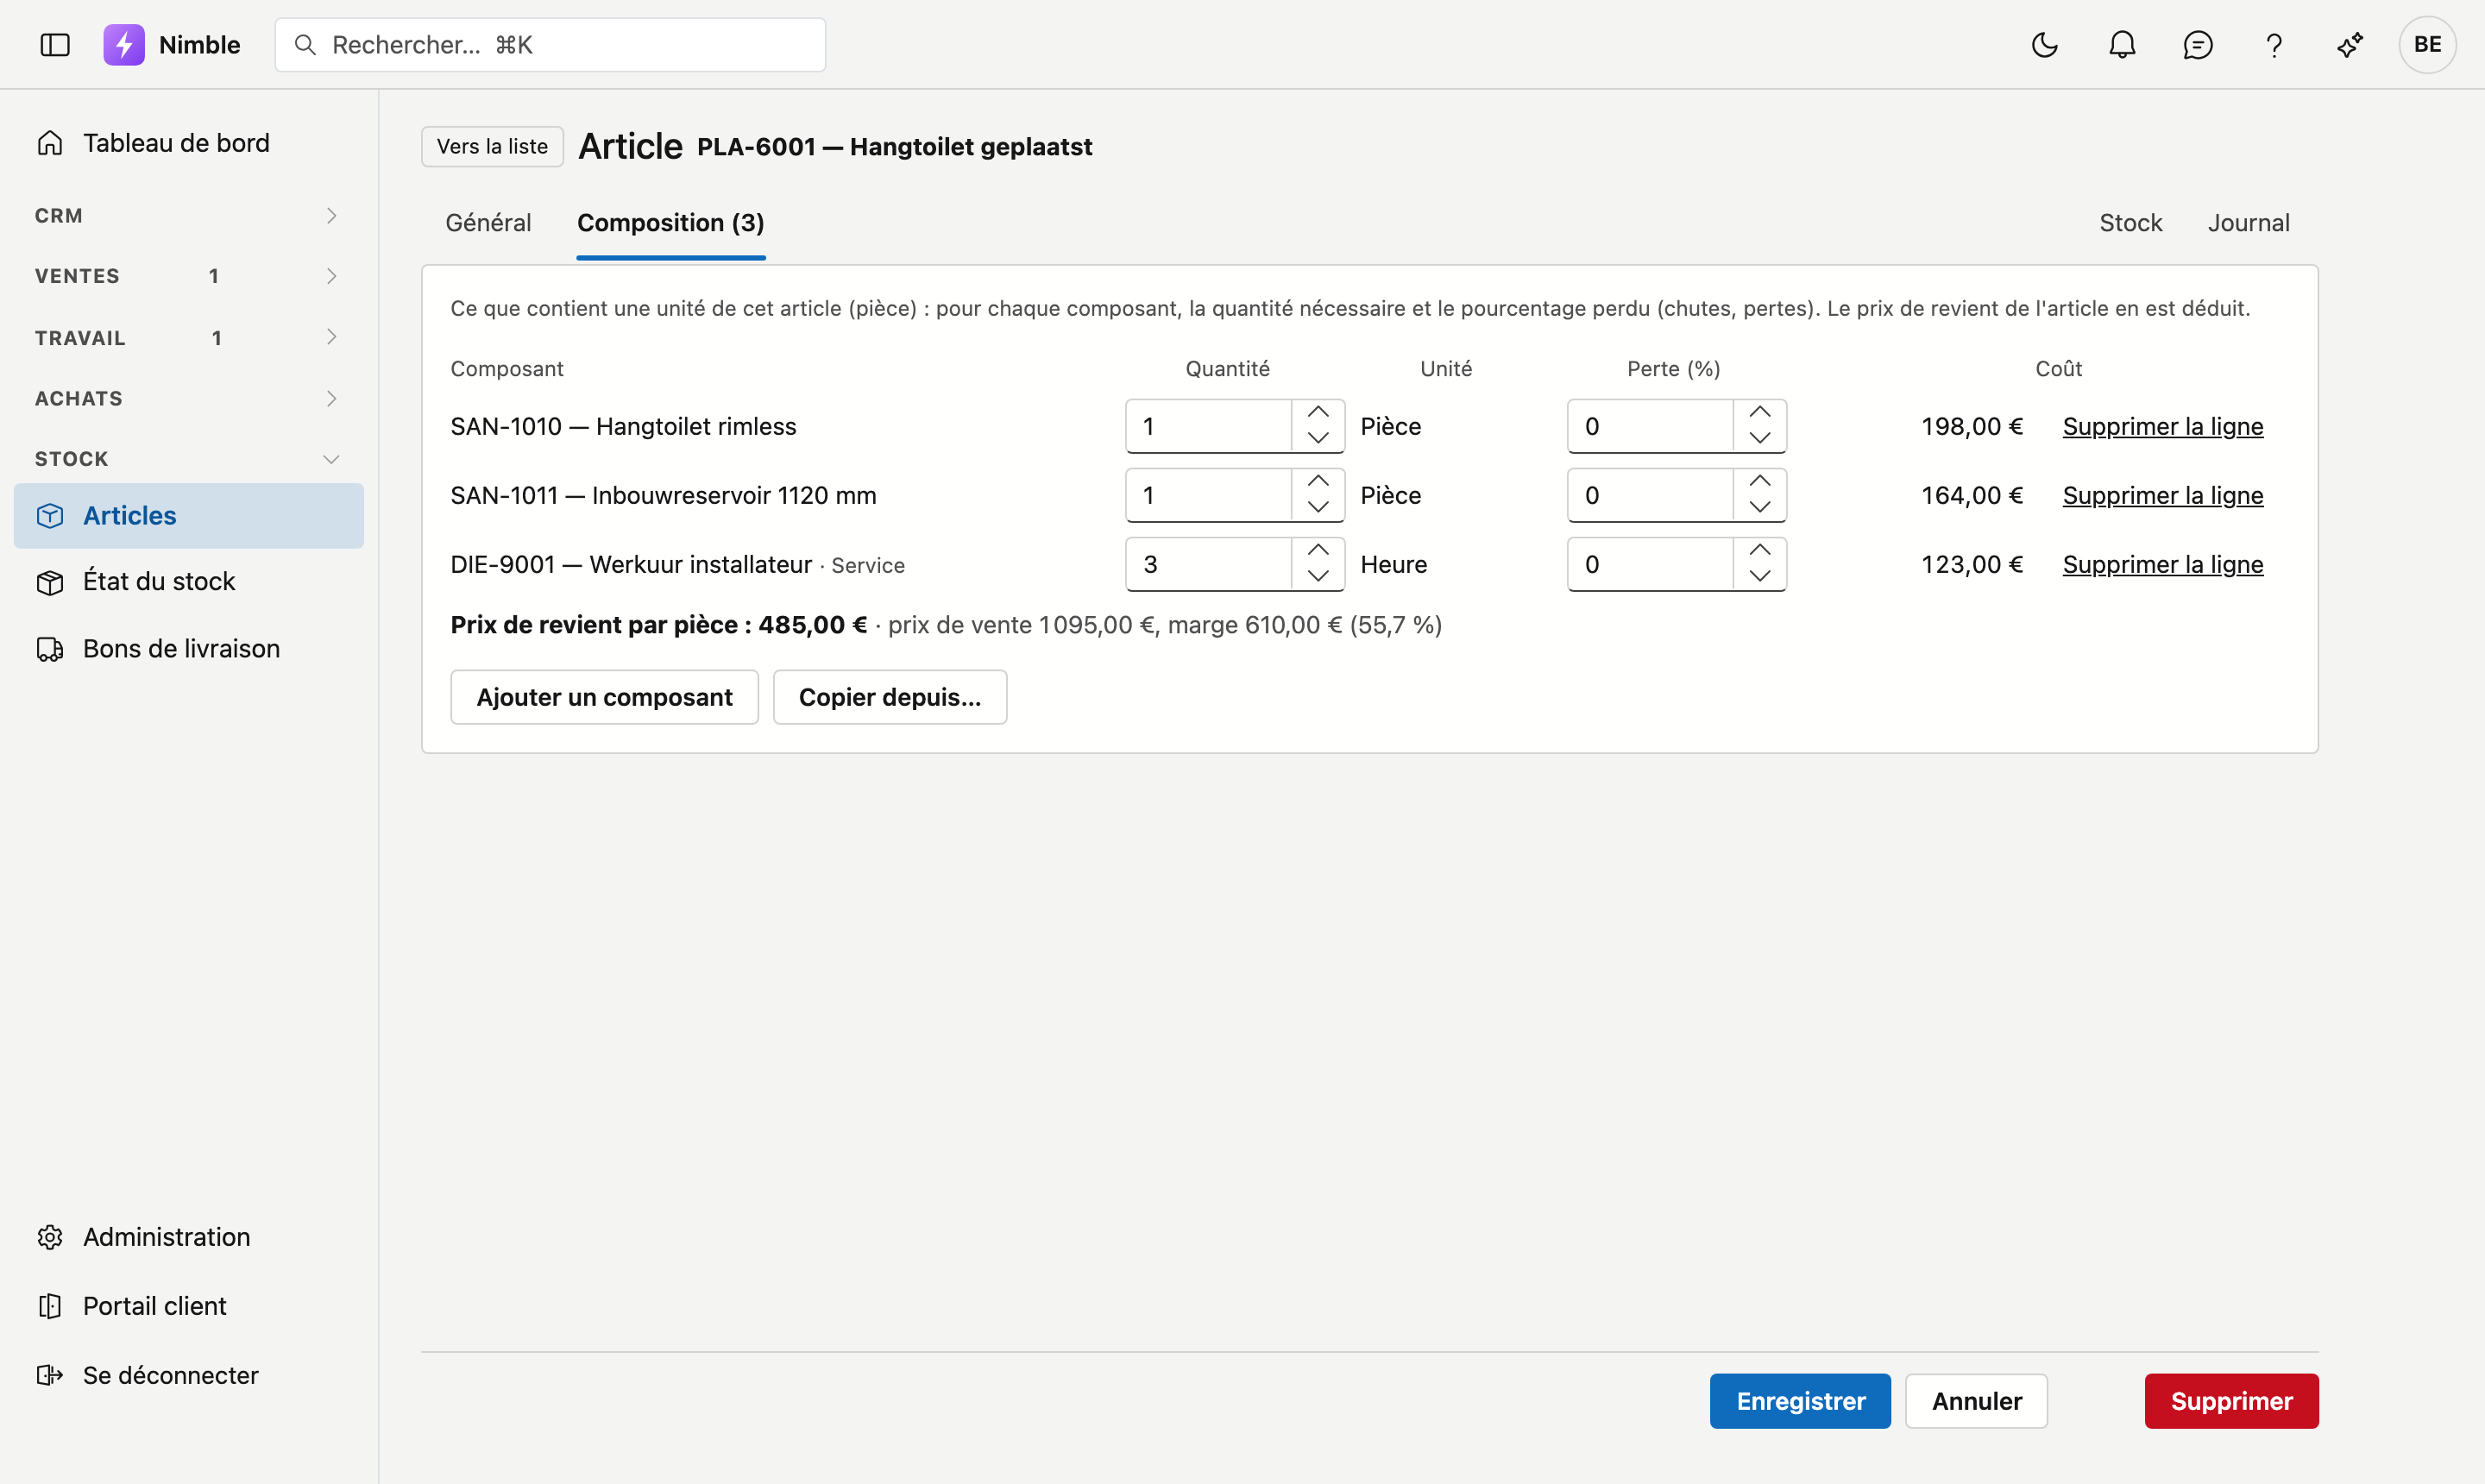 Nimble
Rechercher... ⌘K
BE
Tableau de bord
CRM
VENTES 1
TRAVAIL 1
ACHATS
STOCK
Articles
État du stock
Bons de livraison
Administration
Portail client
Se déconnecter
Vers la liste Article PLA-6001 — Hangtoilet geplaatst
Général Composition (3) Stock Journal
Ce que contient une unité de cet article (pièce) : pour chaque composant, la quantité nécessaire et le pourcentage perdu (chutes, pertes). Le prix de revient de l'article en est déduit.
Composant Quantité Unité Perte (%) Coût
SAN-1010 — Hangtoilet rimless 1 Pièce 0 198,00 € Supprimer la ligne
SAN-1011 — Inbouwreservoir 1120 mm 1 Pièce 0 164,00 € Supprimer la ligne
DIE-9001 — Werkuur installateur · Service 3 Heure 0 123,00 € Supprimer la ligne
Prix de revient par pièce : 485,00 € · prix de vente 1 095,00 €, marge 610,00 € (55,7 %)
Ajouter un composant Copier depuis...
Enregistrer Annuler Supprimer